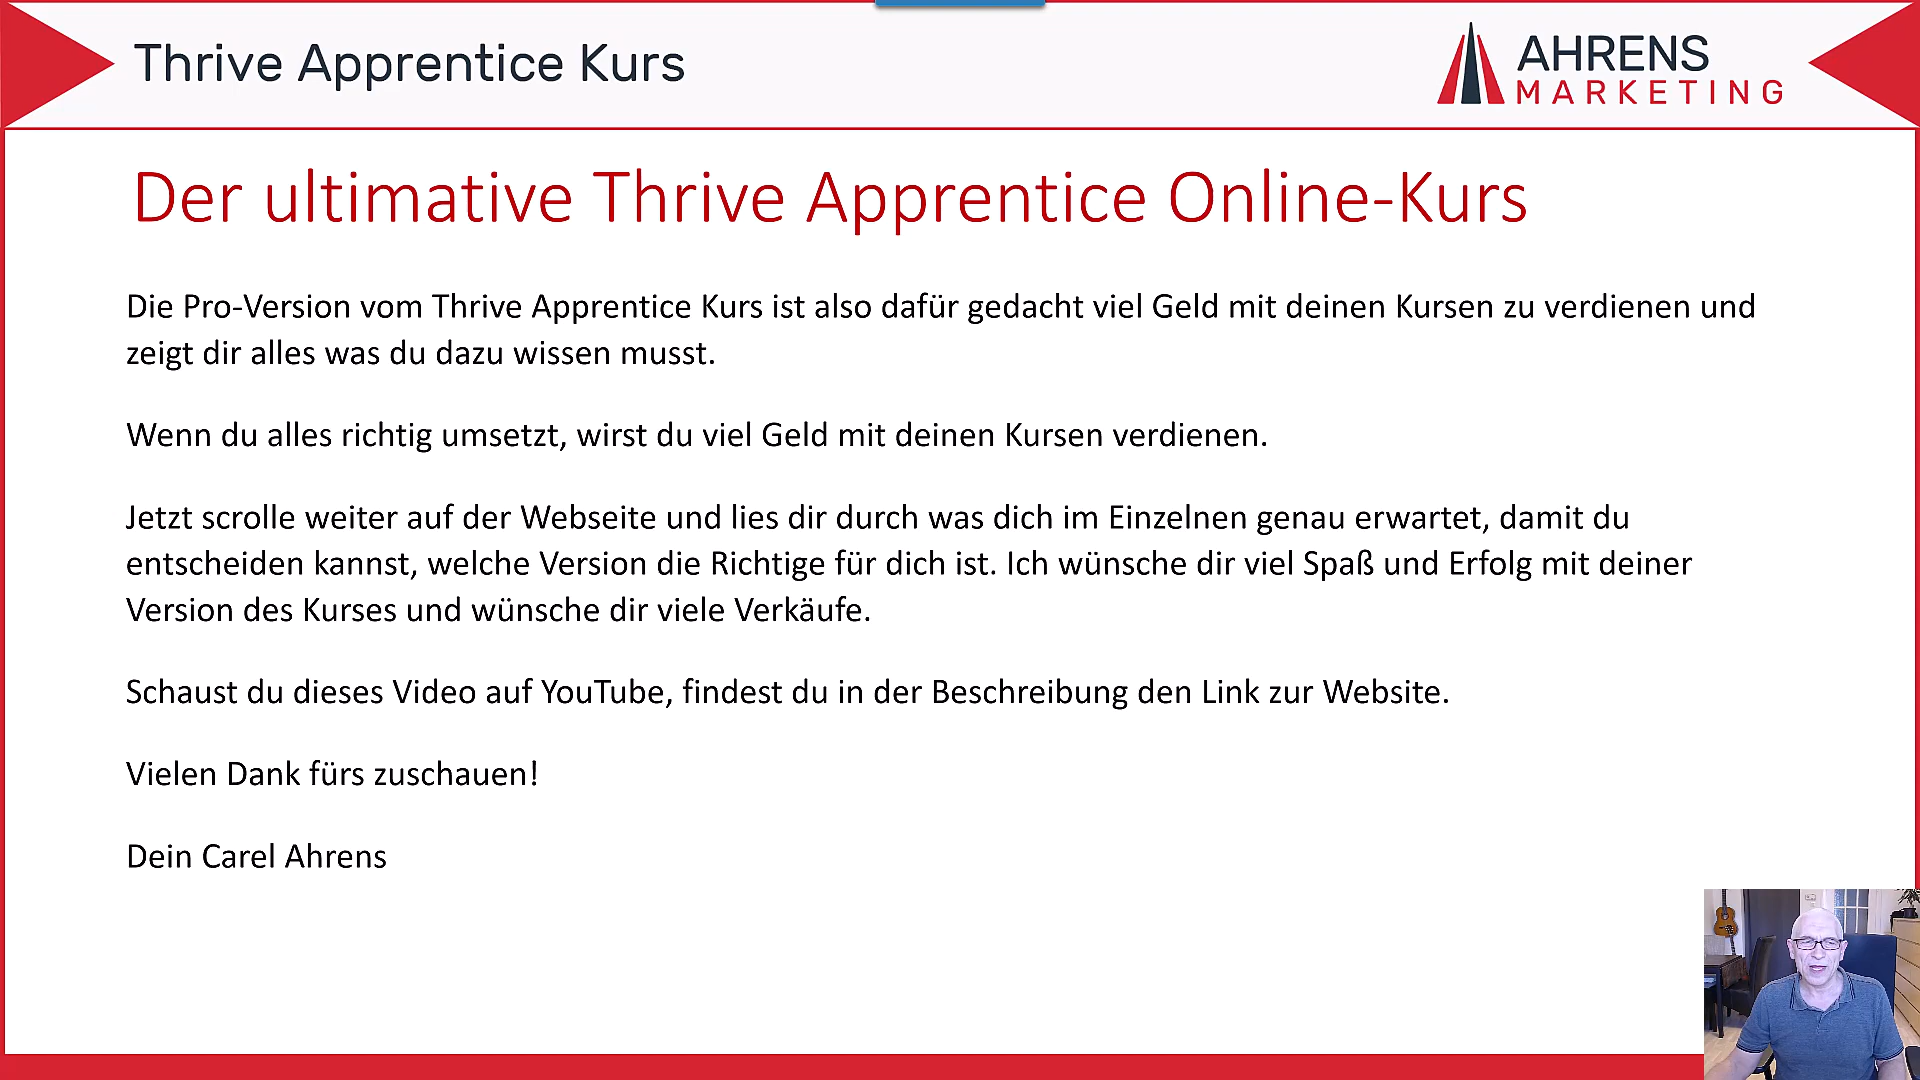 Thrive Apprentice Kurs
AHRENS
MARKETING
Der ultimative Thrive Apprentice Online-Kurs
Die Pro-Version vom Thrive Apprentice Kurs ist also dafür gedacht viel Geld mit deinen Kursen zu verdienen und
zeigt dir alles was du dazu wissen musst.
Wenn du alles richtig umsetzt, wirst du viel Geld mit deinen Kursen verdienen.
Jetzt scrolle weiter auf der Webseite und lies dir durch was dich im Einzelnen genau erwartet, damit du
entscheiden kannst, welche Version die Richtige für dich ist. Ich wünsche dir viel Spaß und Erfolg mit deiner
Version des Kurses und wünsche dir viele Verkäufe.
Schaust du dieses Video auf YouTube, findest du in der Beschreibung den Link zur Website.
Vielen Dank fürs zuschauen!
Dein Carel Ahrens